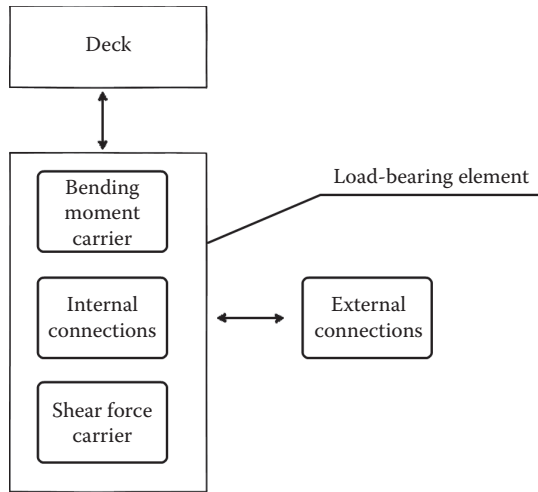 Deck
Load-bearing element
Bending
moment
carrier
Internal
connections
External
connections
Shear force
carrier